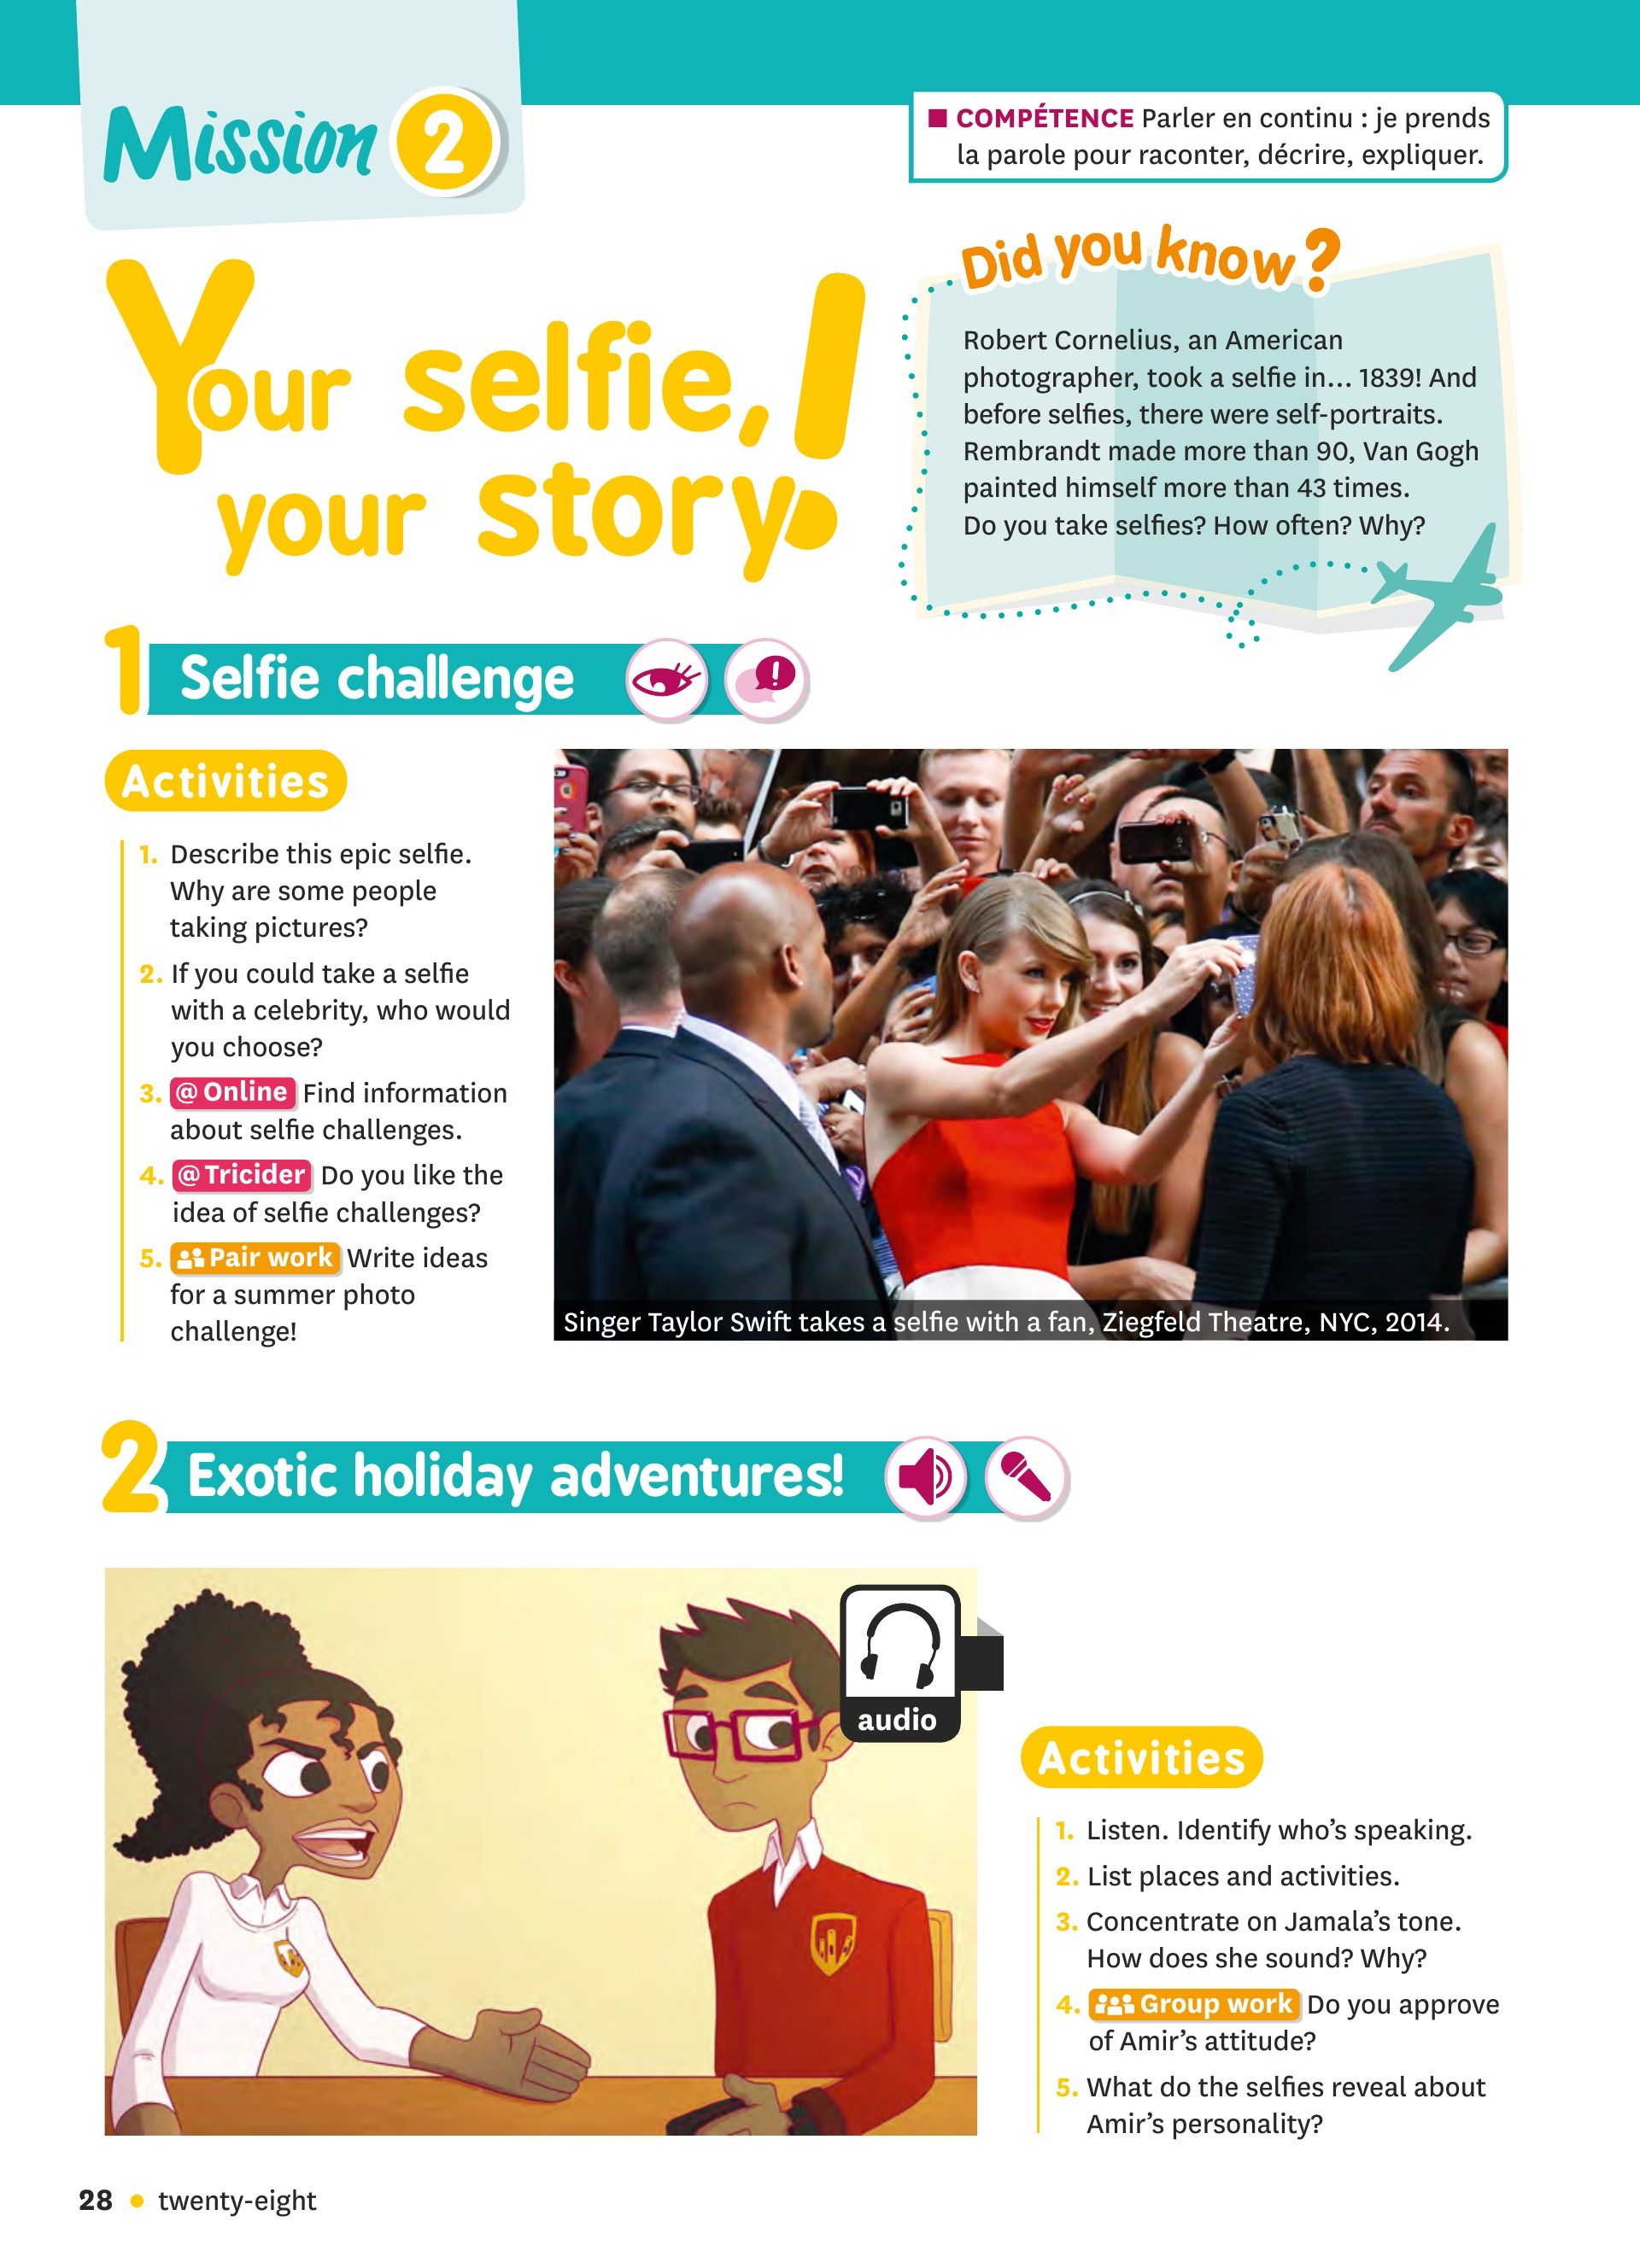 Mission 2
■ COMPÉTENCE Parler en continu : je prends
la parole pour raconter, décrire, expliquer.
Your selfie,
your story!
Did you know?
Robert Cornelius, an American
photographer, took a selfie in... 1839! And
before selfies, there were self-portraits.
Rembrandt made more than 90, Van Gogh
painted himself more than 43 times.
Do you take selfies? How often? Why?
1 Selfie challenge
Activities
1. Describe this epic selfie.
Why are some people
taking pictures?
2. If you could take a selfie
with a celebrity, who would
you choose?
3. @ Online Find information
about selfie challenges.
4. @ Tricider Do you like the
idea of selfie challenges?
5. Pair work Write ideas
for a summer photo
challenge!
Singer Taylor Swift takes a selfie with a fan, Ziegfeld Theatre, NYC, 2014.
2 Exotic holiday adventures!
audio
Activities
1. Listen. Identify who's speaking.
2. List places and activities.
3. Concentrate on Jamala's tone.
How does she sound? Why?
4. Group work Do you approve
of Amir's attitude?
5. What do the selfies reveal about
Amir's personality?
28 • twenty-eight